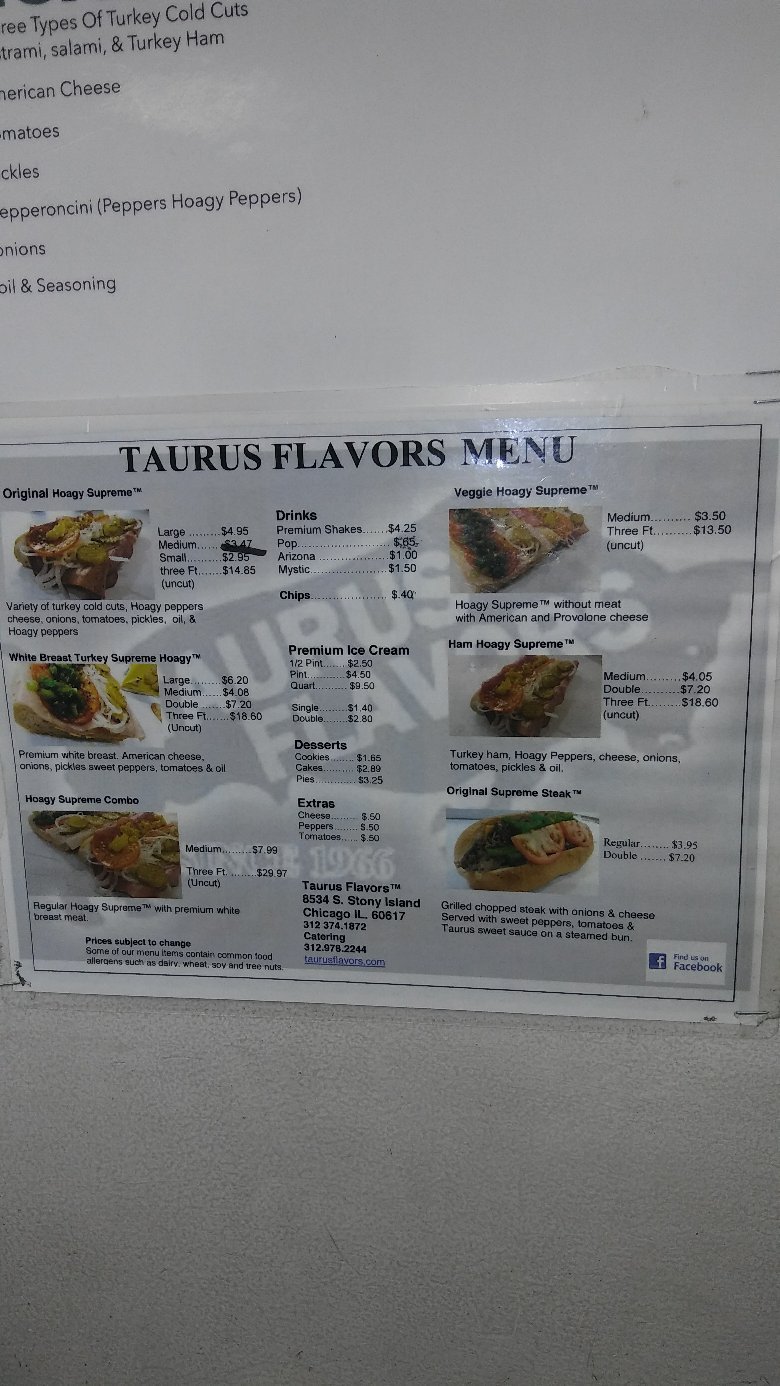 ree Types Of Turkey Cold Cuts
trami, salami, & Turkey Ham
merican Cheese
omatoes
ckles
epperoncini (Peppers Hoagy Peppers)
onions
oil & Seasoning
TAURUS FLAVORS MENU
Original Hoagy Supreme™
Large ........$4.95
Medium......$3.47
Small..........$2.95
three Ft......$14.85
(uncut)
Variety of turkey cold cuts, Hoagy peppers
cheese, onions, tomatoes, pickles, oil, &
Hoagy peppers
White Breast Turkey Supreme Hoagy™
Large........$6.20
Medium.....$4.08
Double ......$7.20
Three Ft......$18.60
(Uncut)
Premium white breast. American cheese,
onions, pickles sweet peppers, tomatoes & oil
Hoagy Supreme Combo
Medium........$7.99
Three Ft. .......$29.97
(Uncut)
Regular Hoagy Supreme™ with premium white
breast meat.
Prices subject to change
Some of our menu items contain common food
allergens such as dairy, wheat, soy and tree nuts.
Drinks
Premium Shakes......$4.25
Pop............................$.65
Arizona......................$1.00
Mystic........................$1.50
Chips........................$.40
Premium Ice Cream
1/2 Pint......$2.50
Pint...........$4.50
Quart..........$9.50
Single........$1.40
Double.......$2.80
Desserts
Cookies.......$1.65
Cakes..........$2.89
Pies.............$3.25
Extras
Cheese........$.50
Peppers.......$.50
Tomatoes.....$.50
Taurus Flavors™
8534 S. Stony Island
Chicago IL. 60617
312 374.1872
Catering
312.978.2244
taurusflavors.com
Veggie Hoagy Supreme™
Medium.......... $3.50
Three Ft.........$13.50
(uncut)
Hoagy Supreme™ without meat
with American and Provolone cheese
Ham Hoagy Supreme™
Medium.........$4.05
Double..........$7.20
Three Ft........$18.60
(uncut)
Turkey ham, Hoagy Peppers, cheese, onions,
tomatoes, pickles & oil.
Original Supreme Steak™
Regular........ $3.95
Double ....... $7.20
Grilled chopped steak with onions & cheese
Served with sweet peppers, tomatoes &
Taurus sweet sauce on a steamed bun.
Find us on
Facebook
TAURUS
FLAVORS
SINCE 1966